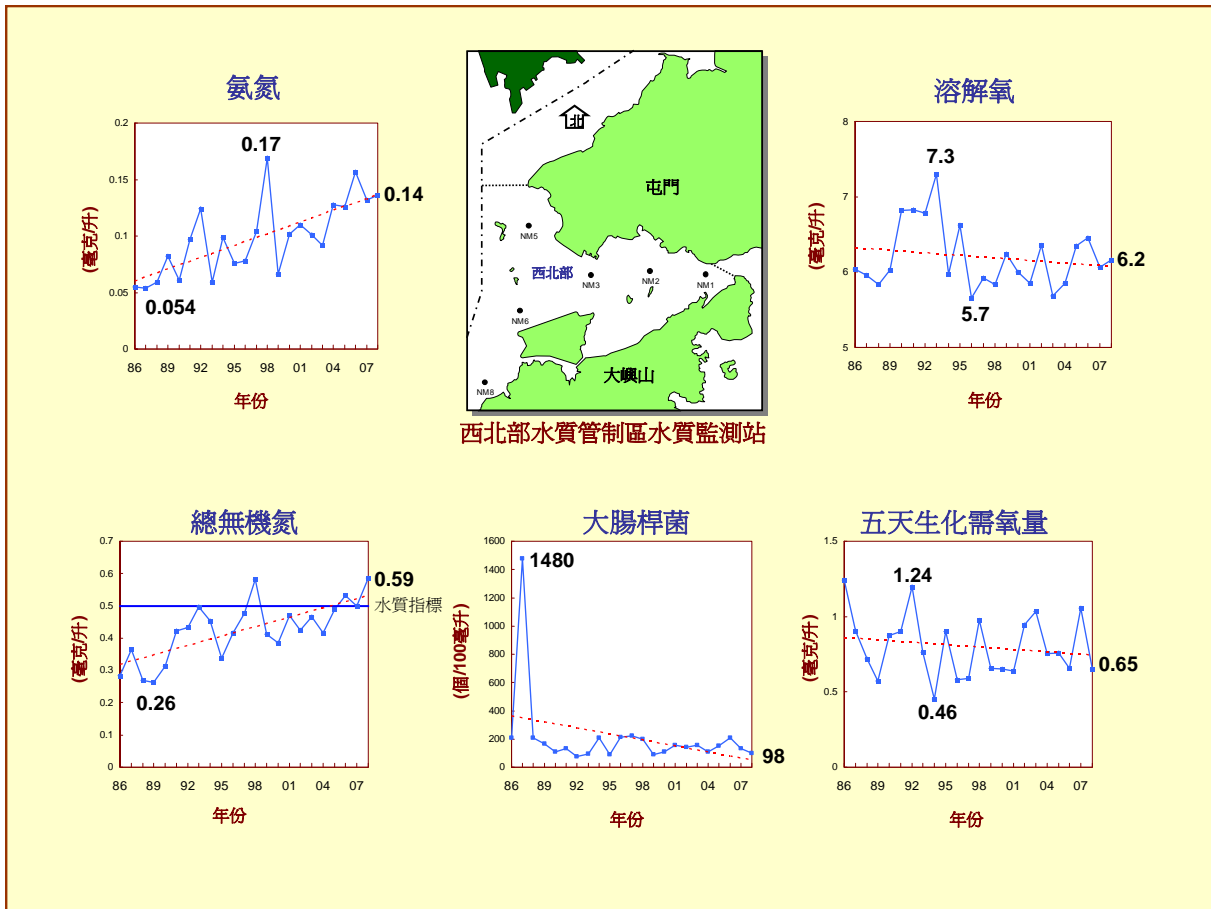 氨氮
(毫克/升)
0.2
0.15
0.1
0.05
0
0.17
0.14
0.054
86 89 92 95 98 01 04 07
年份
北
屯門
NM5
西北部
NM3
NM2
NM1
NM6
大嶼山
NM8
西北部水質管制區水質監測站
溶解氧
(毫克/升)
8
7
6
5
7.3
6.2
5.7
86 89 92 95 98 01 04 07
年份
總無機氮
(毫克/升)
0.7
0.6
0.5
0.4
0.3
0.2
0.1
0
0.59
水質指標
0.26
86 89 92 95 98 01 04 07
年份
大腸桿菌
(個/100毫升)
1600
1400
1200
1000
800
600
400
200
0
1480
98
86 89 92 95 98 01 04 07
年份
五天生化需氧量
(毫克/升)
1.5
1
0.5
0
1.24
0.65
0.46
86 89 92 95 98 01 04 07
年份